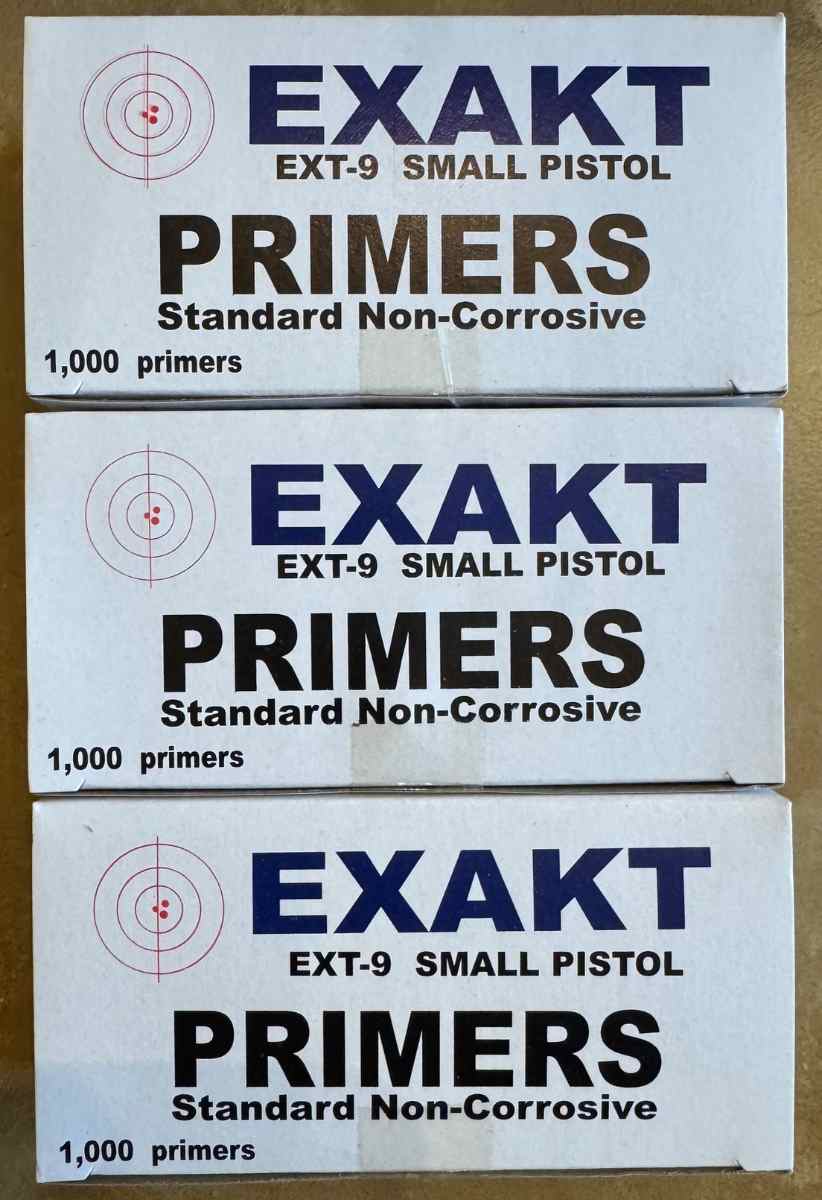 EXAKT
EXT-9 SMALL PISTOL
PRIMERS
Standard Non-Corrosive
1,000 primers
EXAKT
EXT-9 SMALL PISTOL
PRIMERS
Standard Non-Corrosive
1,000 primers
EXAKT
EXT-9 SMALL PISTOL
PRIMERS
Standard Non-Corrosive
1,000 primers